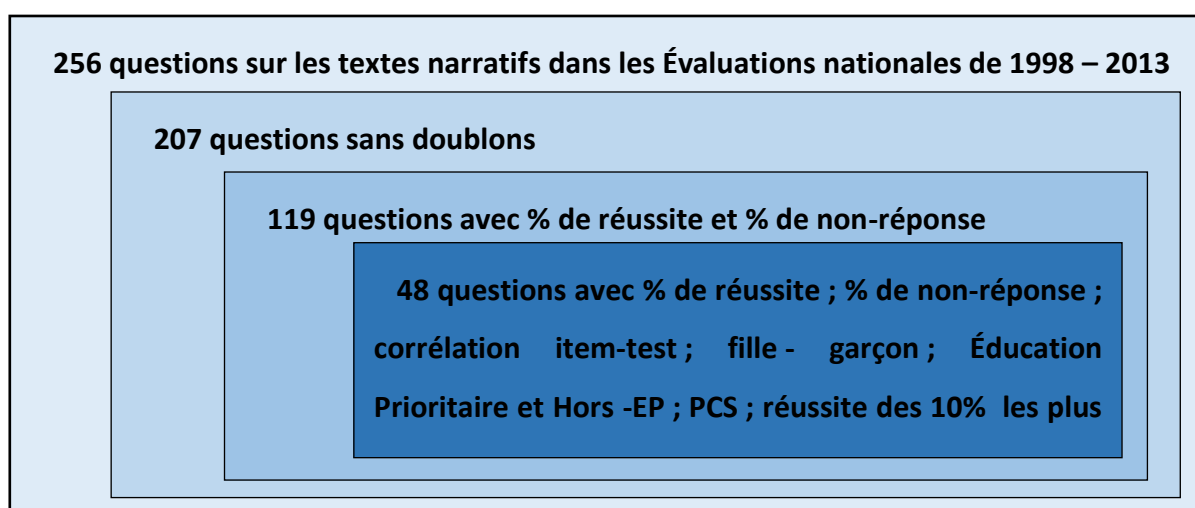 256 questions sur les textes narratifs dans les Évaluations nationales de 1998 – 2013
207 questions sans doublons
119 questions avec % de réussite et % de non-réponse
48 questions avec % de réussite ; % de non-réponse ;
corrélation item-test ; fille - garçon ; Éducation
Prioritaire et Hors -EP ; PCS ; réussite des 10% les plus